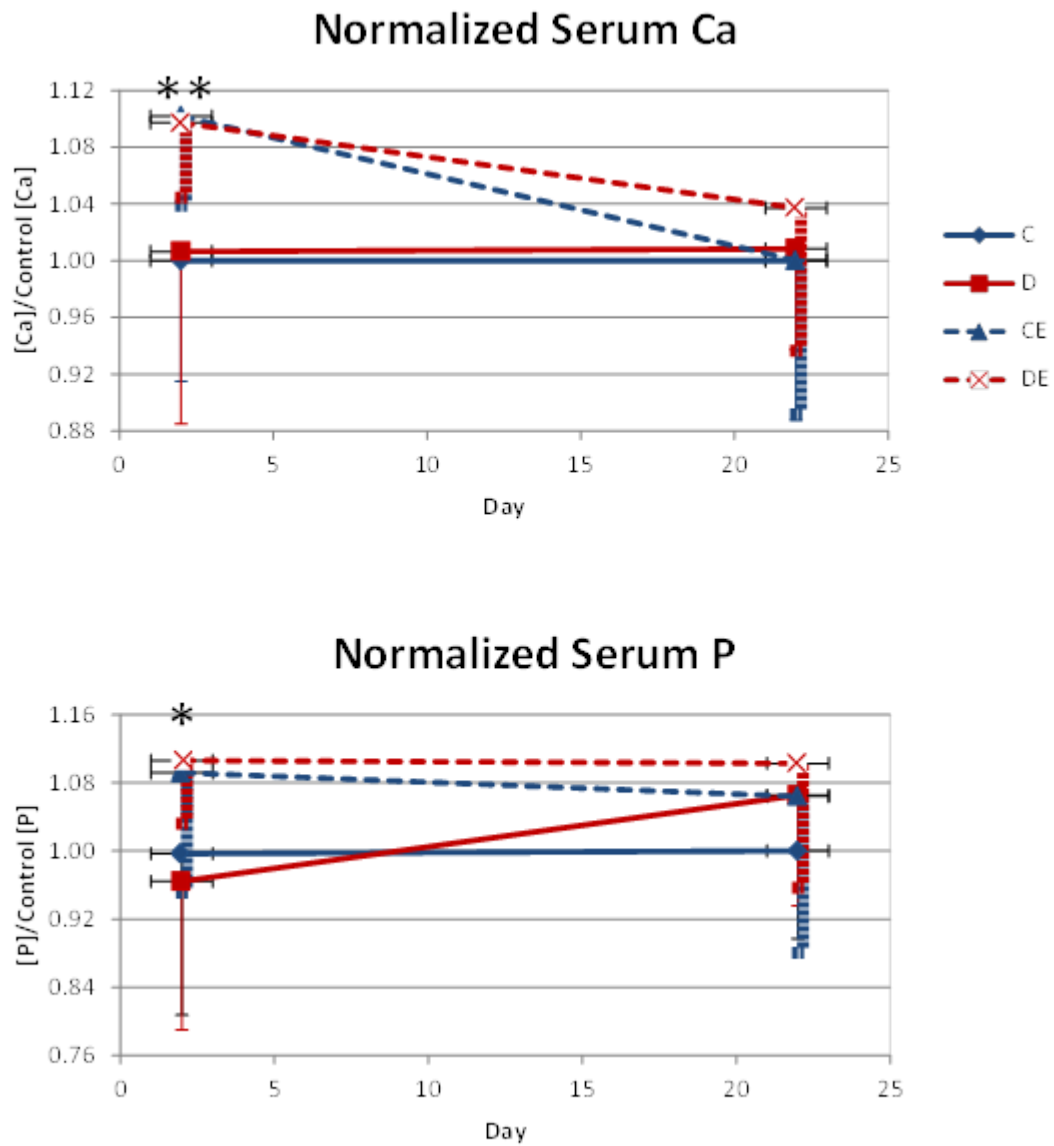 Normalized Serum Ca
* *
1.12
1.08
1.04
1.00
0.96
0.92
0.88
[Ca]/Control [Ca]
0 5 10 15 20 25
Day
C
D
CE
DE
Normalized Serum P
*
1.16
1.08
1.00
0.92
0.84
0.76
[P]/Control [P]
0 5 10 15 20 25
Day